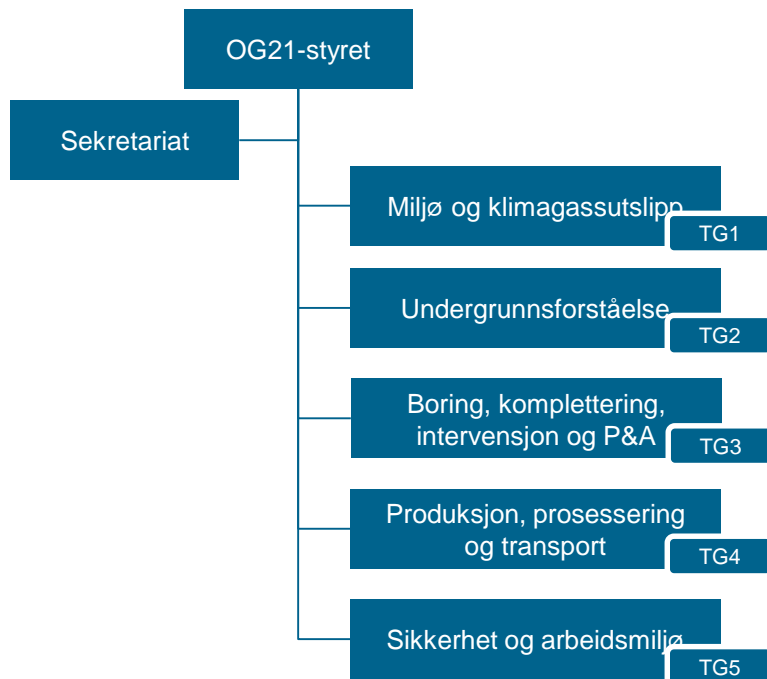 OG21-styret
Sekretariat
Miljø og klimagassutslipp
TG1
Undergrunnsforståelse
TG2
Boring, komplettering,
intervensjon og P&A
TG3
Produksjon, prosessering
og transport
TG4
Sikkerhet og arbeidsmiljø
TG5